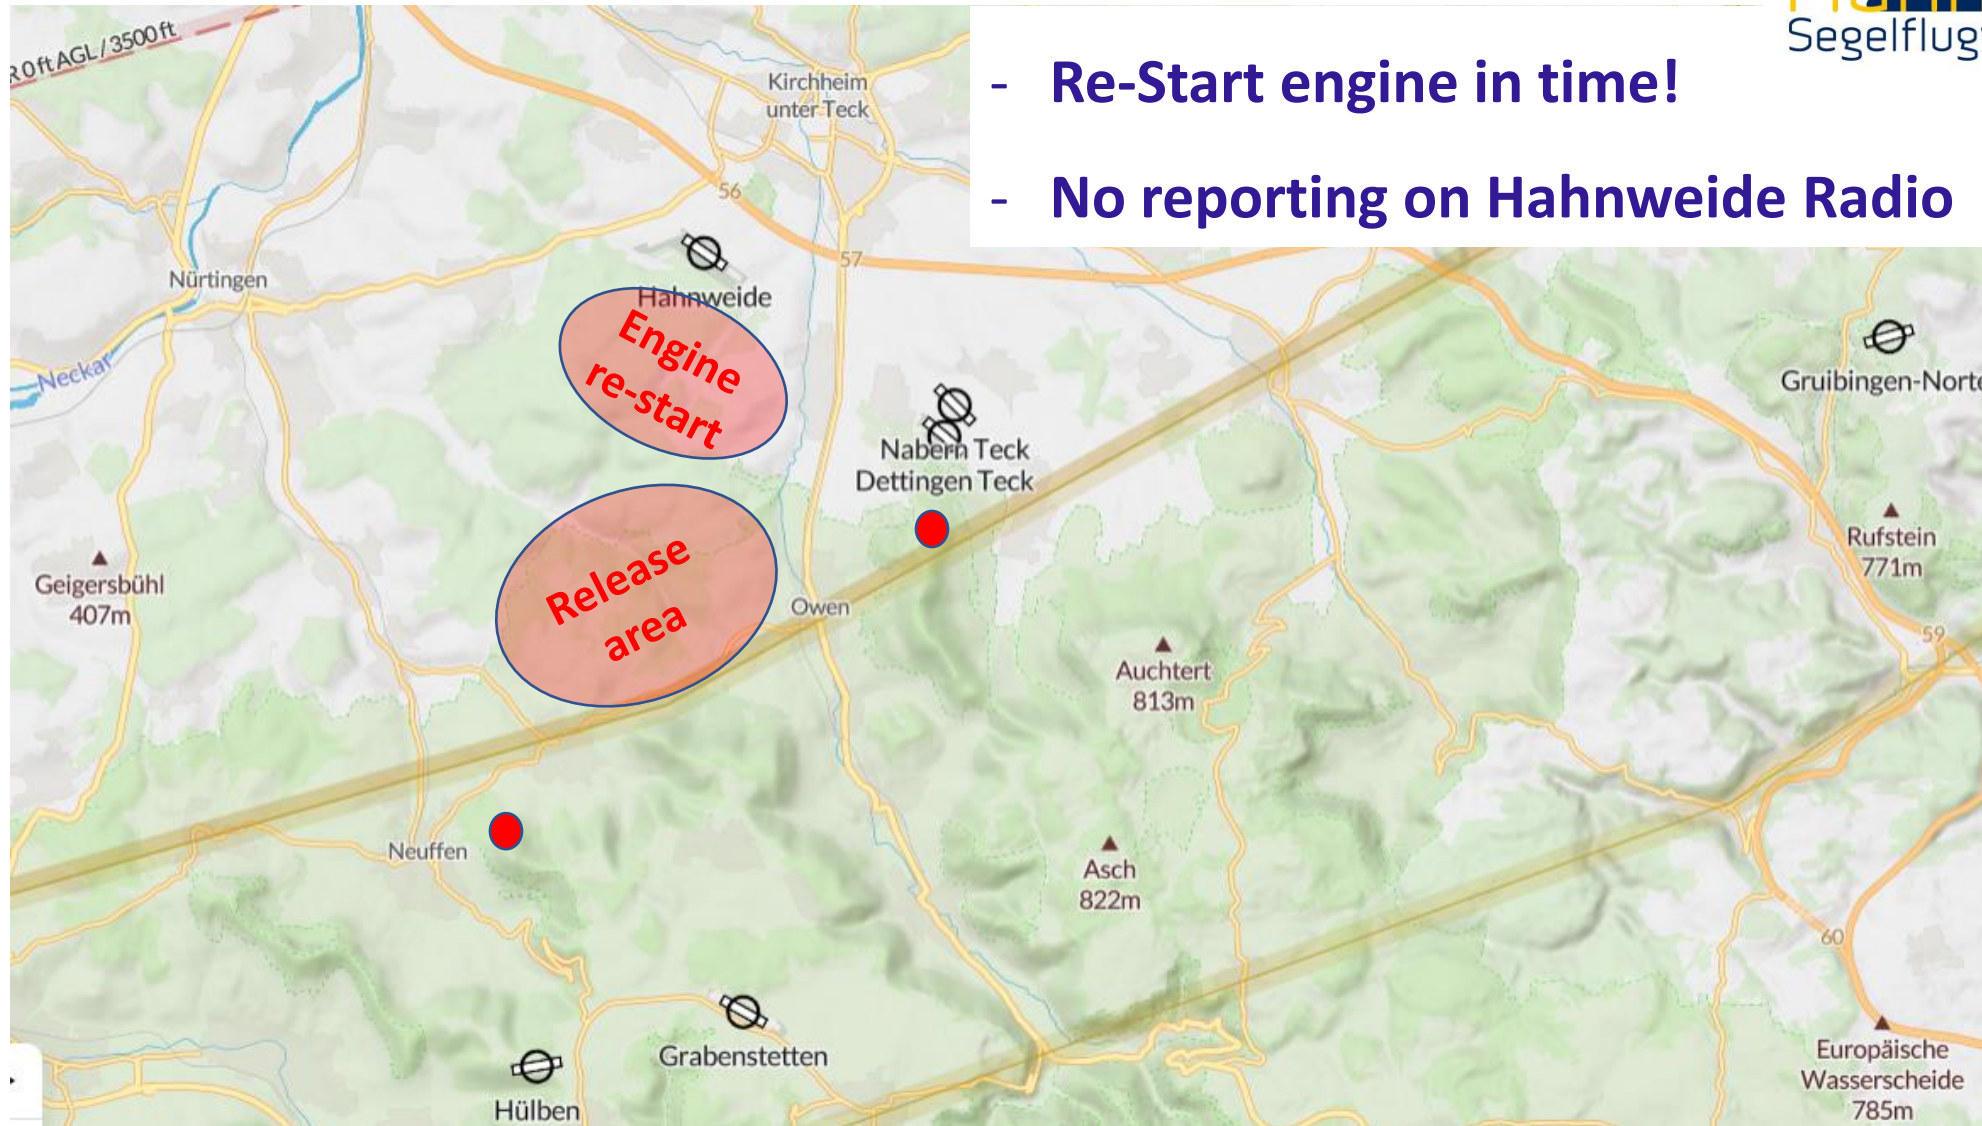 Segelflug
- Re-Start engine in time!
- No reporting on Hahnweide Radio
R 0 ft AGL / 3500 ft
Kirchheim
unter Teck
56
57
Nürtingen
Neckar
Hahnweide
Engine
re-start
Nabern Teck
Dettingen Teck
Gruibingen-Norte
Rufstein
771m
Geigersbühl
407m
Release
area
Owen
59
Auchtert
813m
Neuffen
Asch
822m
60
Grabenstetten
Hülben
Europäische
Wasserscheide
785m